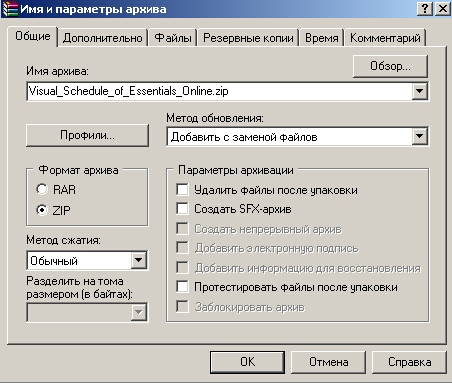 Имя и параметры архива
Общие
Дополнительно
Файлы
Резервные копии
Время
Комментарий
Имя архива:
Обзор...
Visual_Schedule_of_Essentials_Online.zip
Метод обновления:
Профили...
Добавить с заменой файлов
Формат архива
RAR
ZIP
Метод сжатия:
Обычный
Разделить на тома
размером (в байтах):
Параметры архивации
Удалить файлы после упаковки
Создать SFX-архив
Создать непрерывный архив
Добавить электронную подпись
Добавить информацию для восстановления
Протестировать файлы после упаковки
Заблокировать архив
ОК
Отмена
Справка